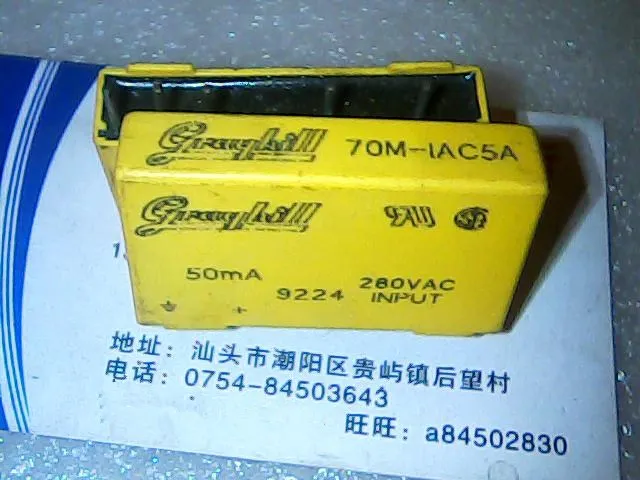 Grayhill 70M-IAC5A
Grayhill
50mA
9224
280VAC
INPUT
+
地址：汕头市潮阳区贵屿镇后望村
电话：0754-84503643
旺旺：a84502830